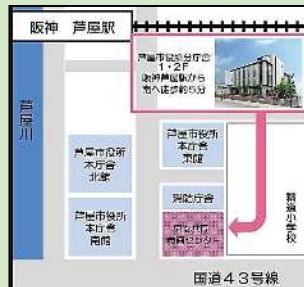 阪神 芦屋駅
芦屋市役所分庁舎
1・2F
阪神芦屋駅から
南へ徒歩約5分
芦屋川
芦屋市役所
本庁舎
北館
芦屋市役所
本庁舎
東館
芦屋市役所
本庁舎
南館
消防庁舎
精道小学校
国道43号線